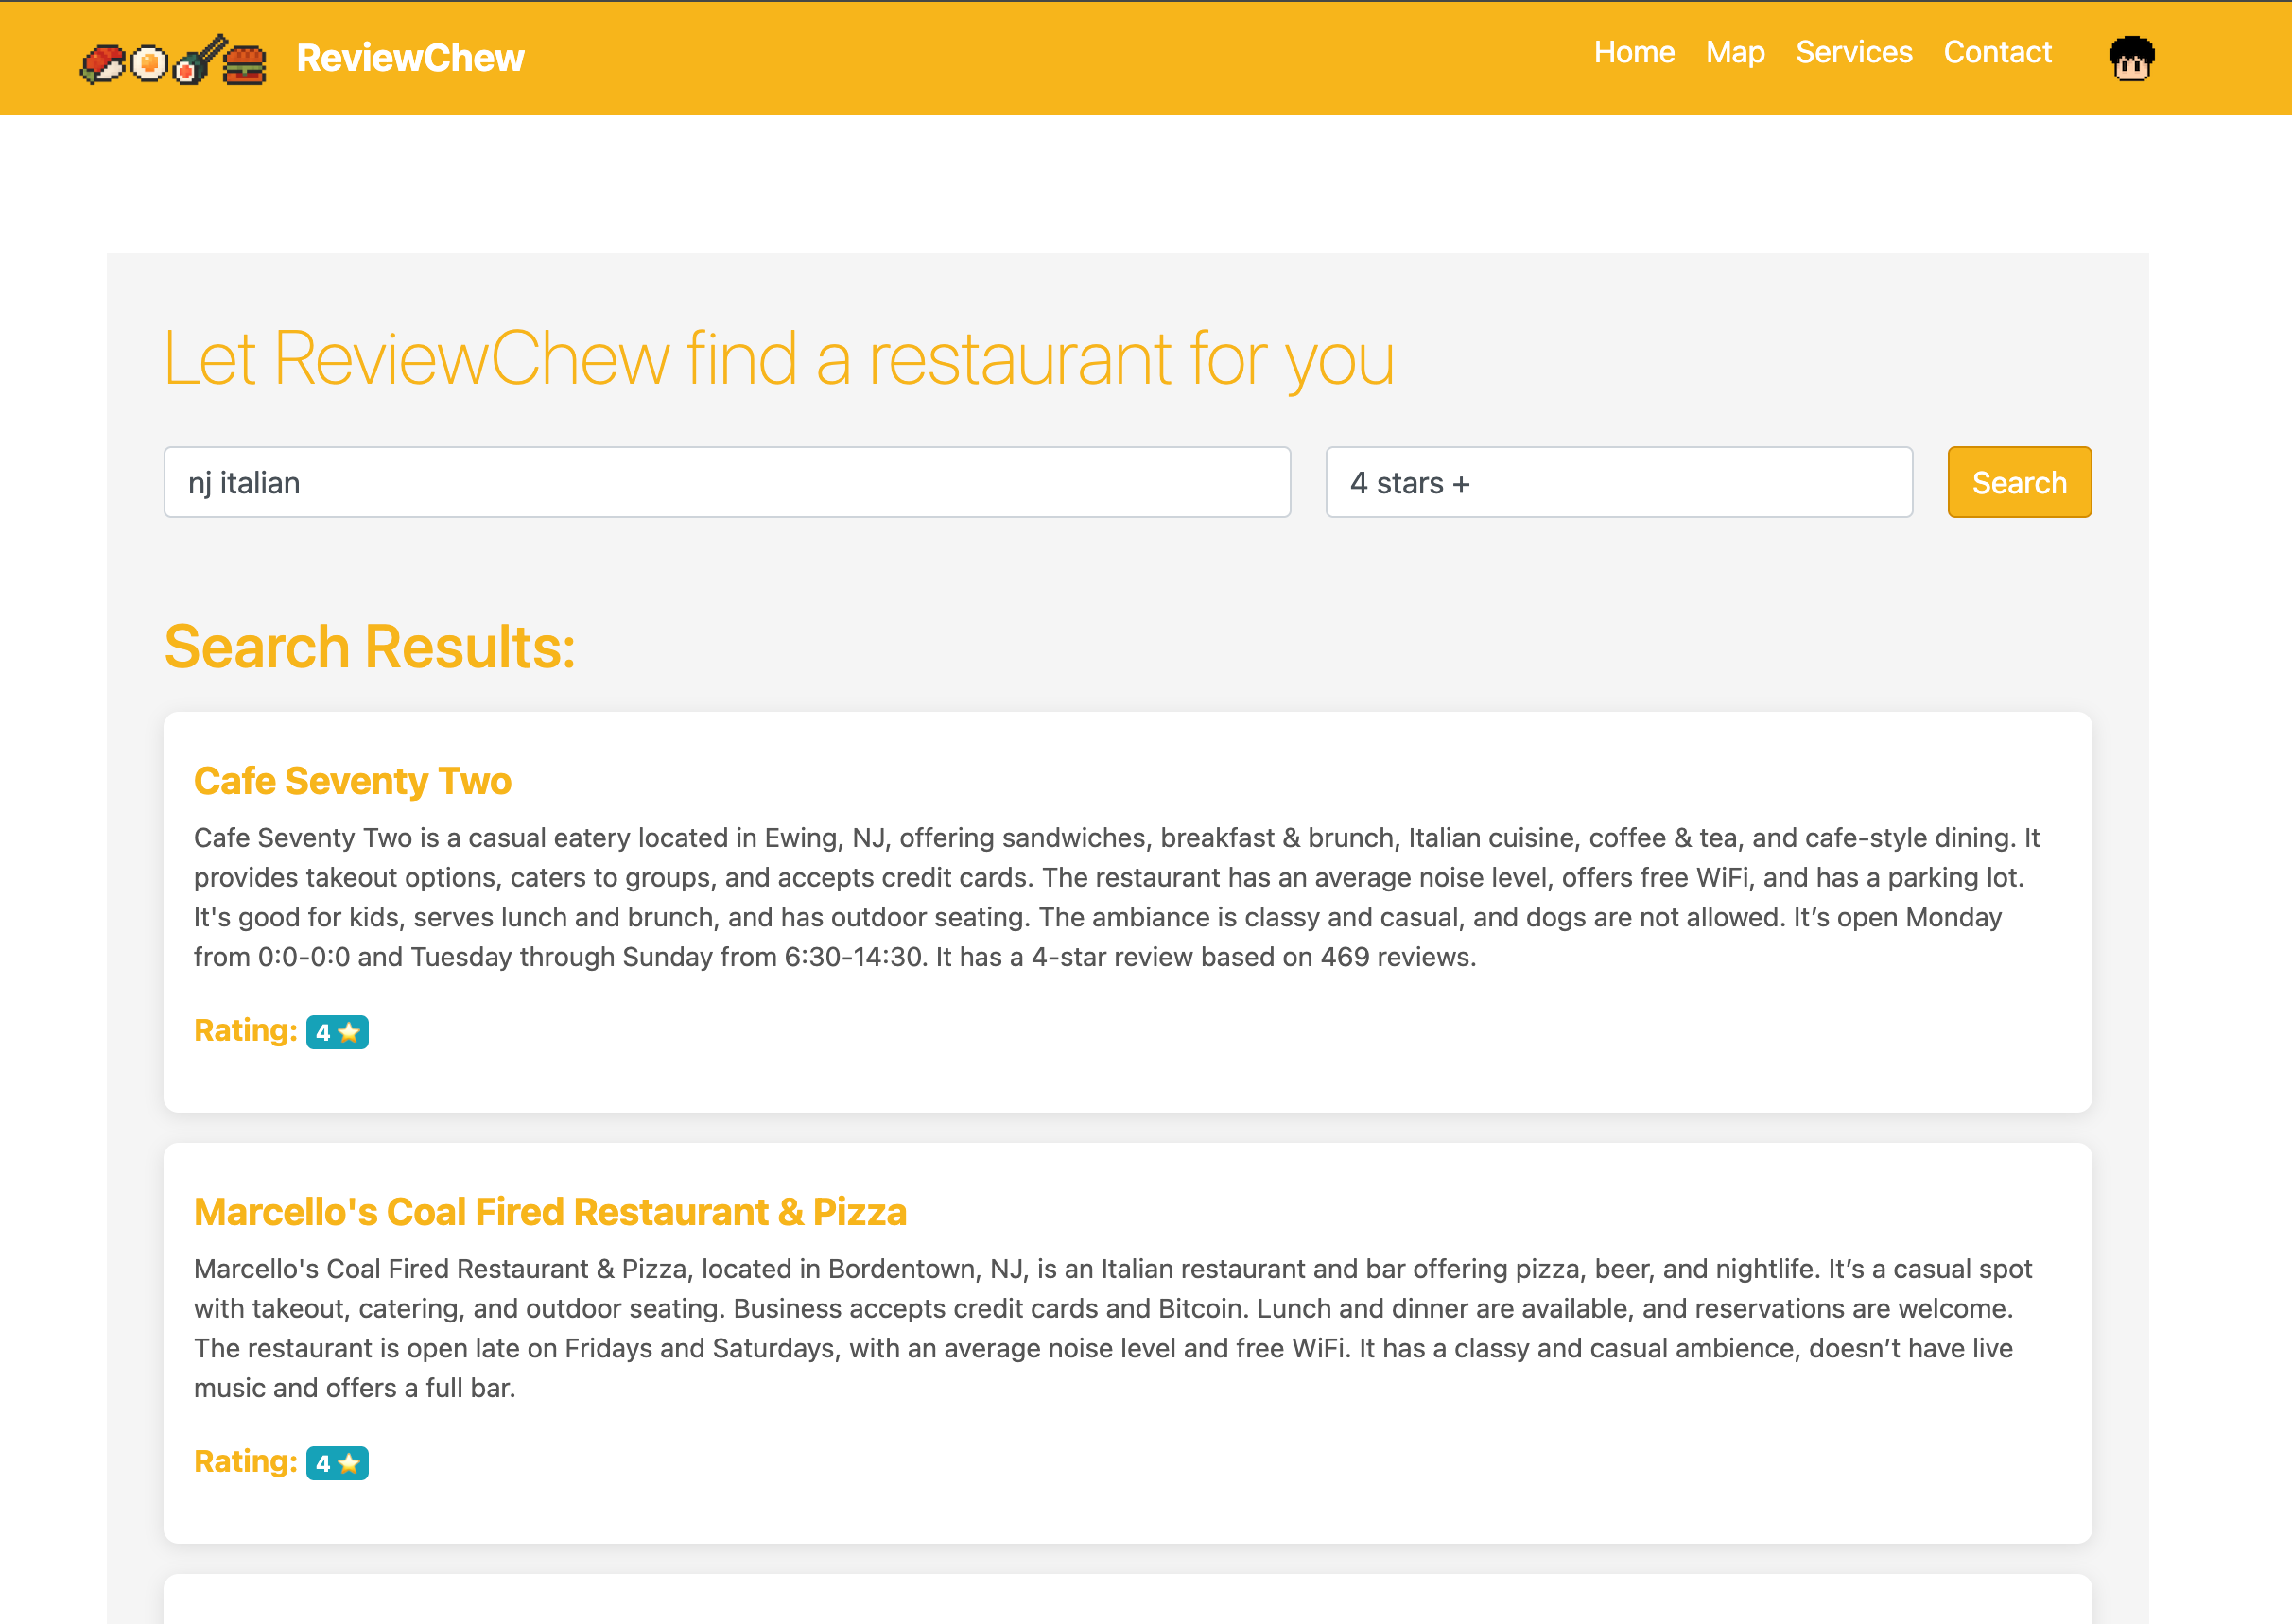 ReviewChew
Home Map Services Contact
Let ReviewChew find a restaurant for you
nj italian
4 stars +
Search
Search Results:
Cafe Seventy Two
Cafe Seventy Two is a casual eatery located in Ewing, NJ, offering sandwiches, breakfast & brunch, Italian cuisine, coffee & tea, and cafe-style dining. It
provides takeout options, caters to groups, and accepts credit cards. The restaurant has an average noise level, offers free WiFi, and has a parking lot.
It's good for kids, serves lunch and brunch, and has outdoor seating. The ambiance is classy and casual, and dogs are not allowed. It’s open Monday
from 0:0-0:0 and Tuesday through Sunday from 6:30-14:30. It has a 4-star review based on 469 reviews.
Rating: 4 ⭐
Marcello's Coal Fired Restaurant & Pizza
Marcello's Coal Fired Restaurant & Pizza, located in Bordentown, NJ, is an Italian restaurant and bar offering pizza, beer, and nightlife. It’s a casual spot
with takeout, catering, and outdoor seating. Business accepts credit cards and Bitcoin. Lunch and dinner are available, and reservations are welcome.
The restaurant is open late on Fridays and Saturdays, with an average noise level and free WiFi. It has a classy and casual ambience, doesn’t have live
music and offers a full bar.
Rating: 4 ⭐